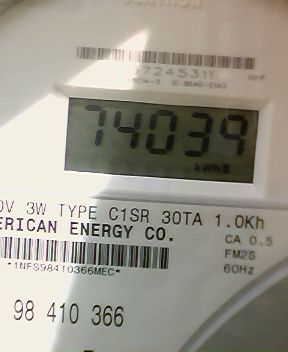 57245311
74039
kWh
0V 3W TYPE C1SR 30TA 1.0Kh
ERICAN ENERGY CO.
CA 0.5
FM2S
60Hz
*1NFS98410366MEC*
98 410 366